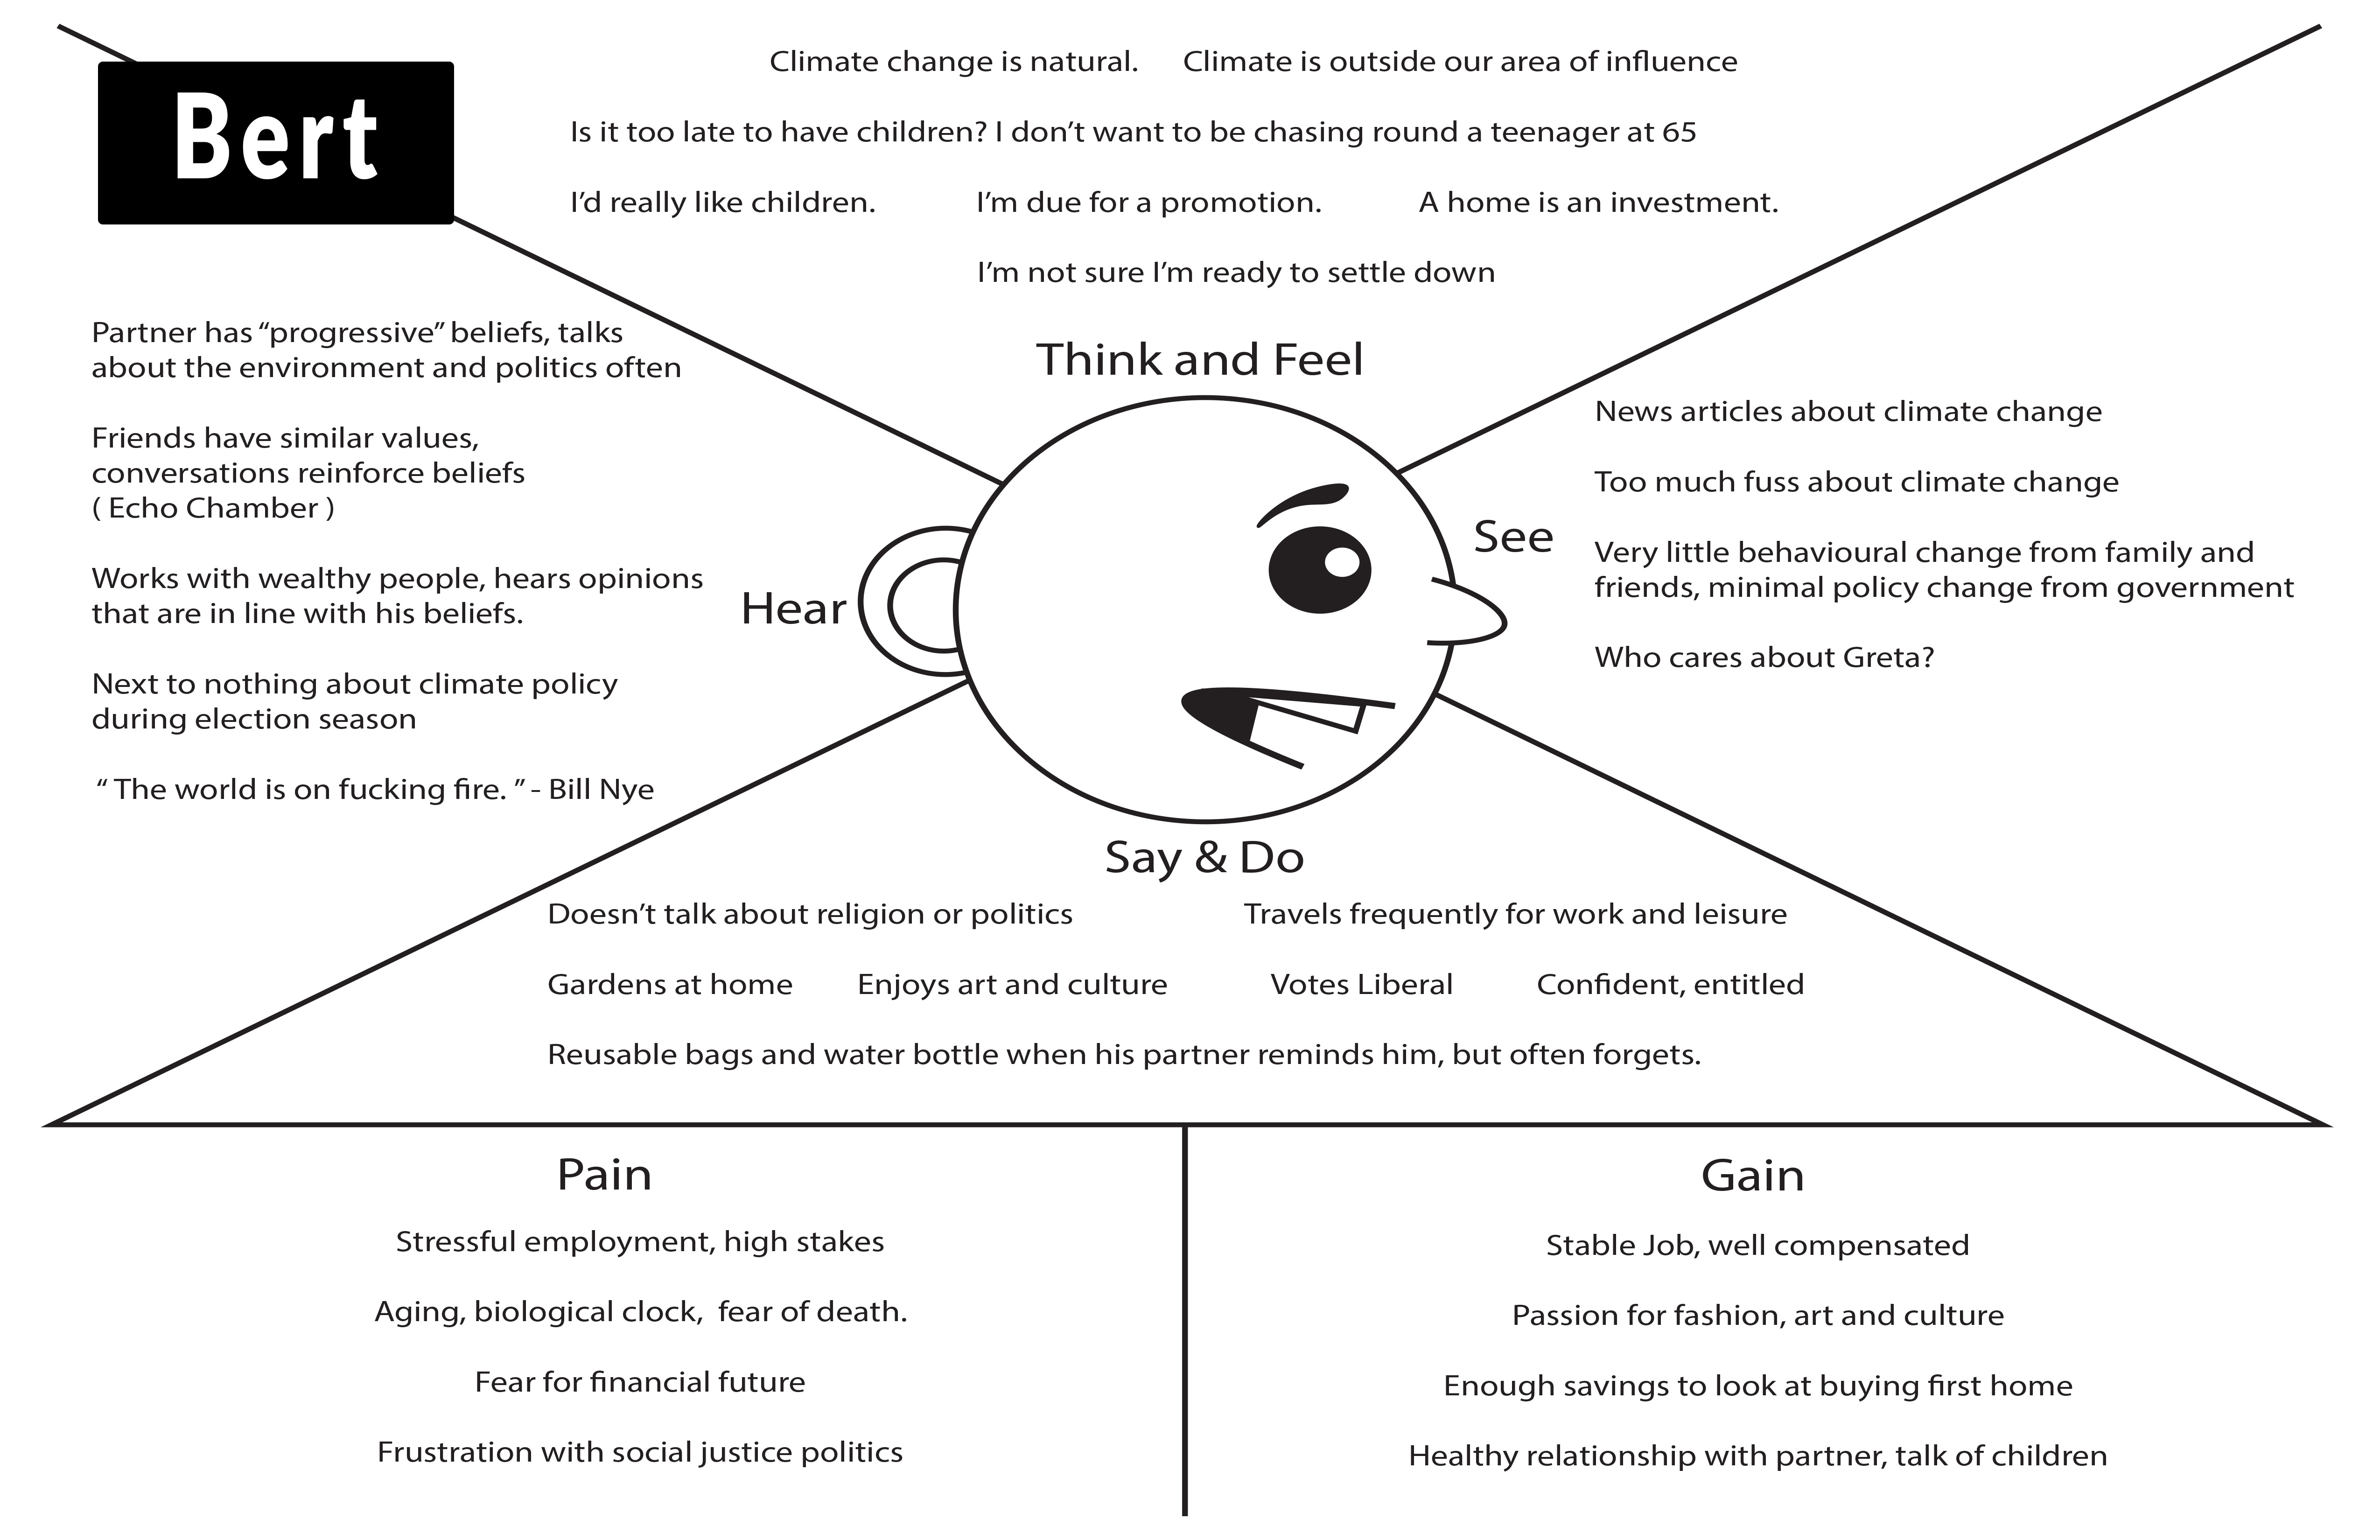 Bert
Climate change is natural. Climate is outside our area of influence
Is it too late to have children? I don’t want to be chasing round a teenager at 65
I’d really like children. I’m due for a promotion. A home is an investment.
I’m not sure I’m ready to settle down
Think and Feel
Partner has “progressive” beliefs, talks
about the environment and politics often
Friends have similar values,
conversations reinforce beliefs
( Echo Chamber )
Works with wealthy people, hears opinions
that are in line with his beliefs.
Next to nothing about climate policy
during election season
“ The world is on fucking fire. ” - Bill Nye
Hear
See
News articles about climate change
Too much fuss about climate change
Very little behavioural change from family and
friends, minimal policy change from government
Who cares about Greta?
Say & Do
Doesn’t talk about religion or politics Travels frequently for work and leisure
Gardens at home Enjoys art and culture Votes Liberal Confident, entitled
Reusable bags and water bottle when his partner reminds him, but often forgets.
Pain
Stressful employment, high stakes
Aging, biological clock, fear of death.
Fear for financial future
Frustration with social justice politics
Gain
Stable Job, well compensated
Passion for fashion, art and culture
Enough savings to look at buying first home
Healthy relationship with partner, talk of children